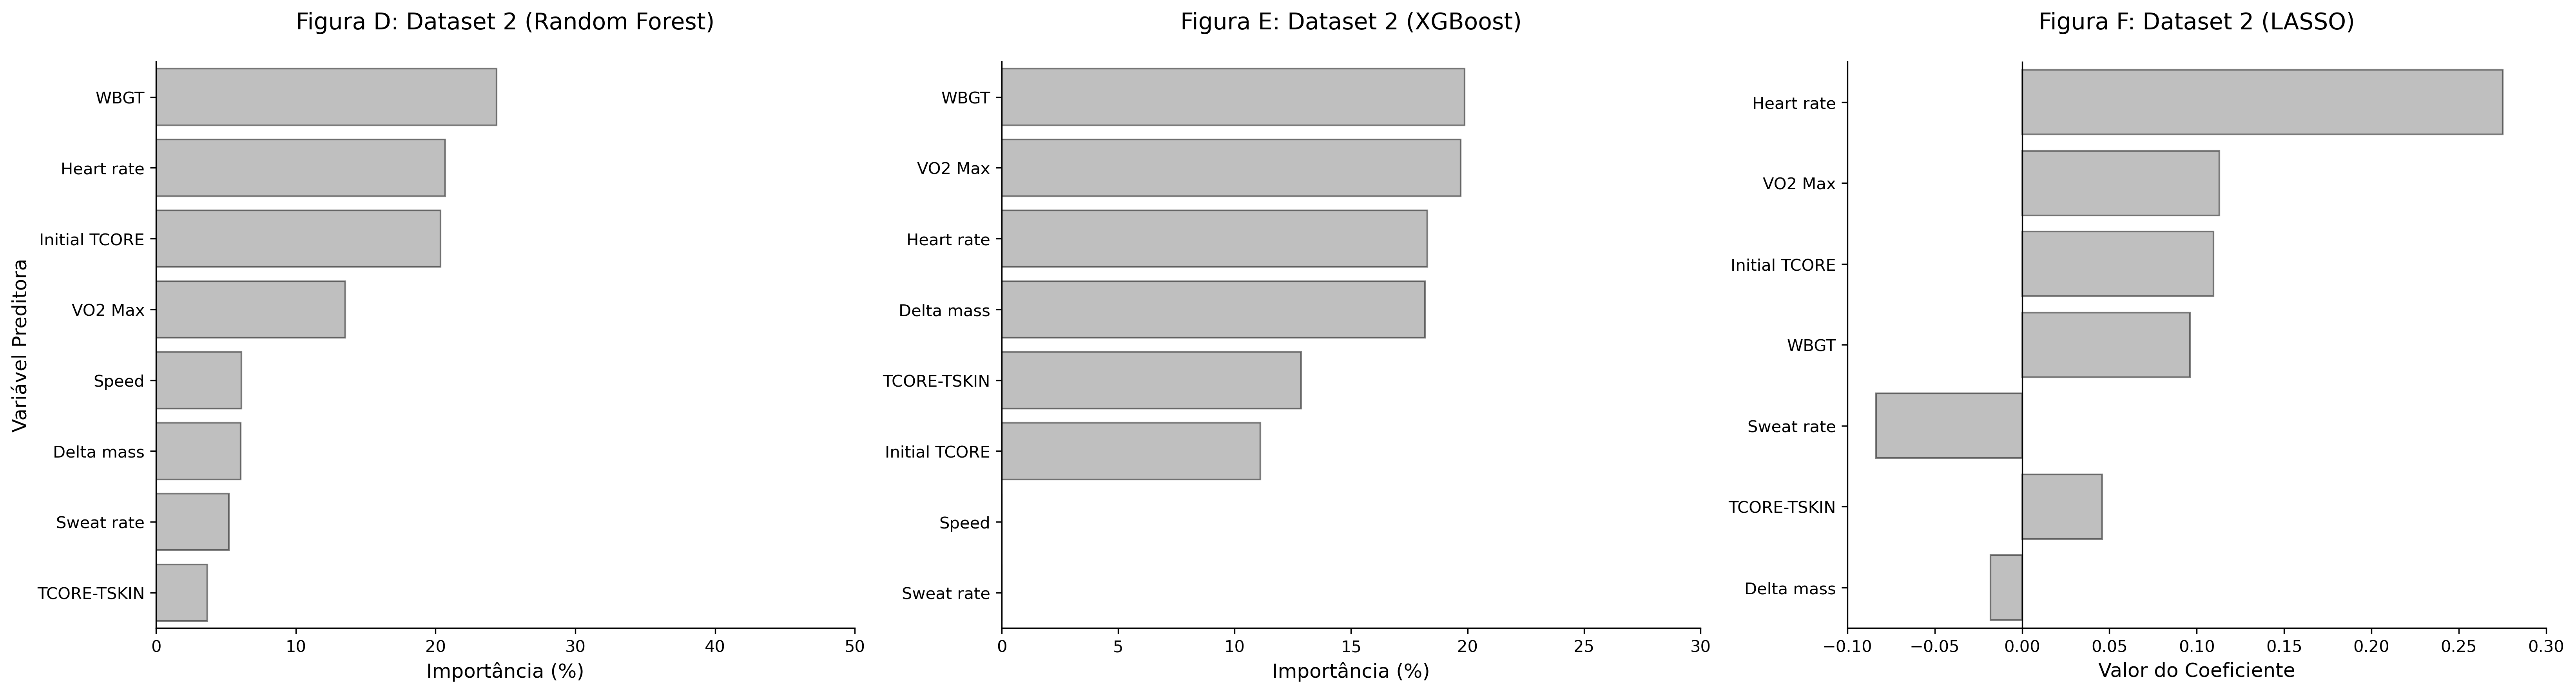 Figura D: Dataset 2 (Random Forest)
Variável Preditora
WBGT
Heart rate
Initial TCORE
VO2 Max
Speed
Delta mass
Sweat rate
TCORE-TSKIN
0 10 20 30 40 50
Importância (%)
Figura E: Dataset 2 (XGBoost)
WBGT
VO2 Max
Heart rate
Delta mass
TCORE-TSKIN
Initial TCORE
Speed
Sweat rate
0 5 10 15 20 25 30
Importância (%)
Figura F: Dataset 2 (LASSO)
Heart rate
VO2 Max
Initial TCORE
WBGT
Sweat rate
TCORE-TSKIN
Delta mass
−0.10 −0.05 0.00 0.05 0.10 0.15 0.20 0.25 0.30
Valor do Coeficiente